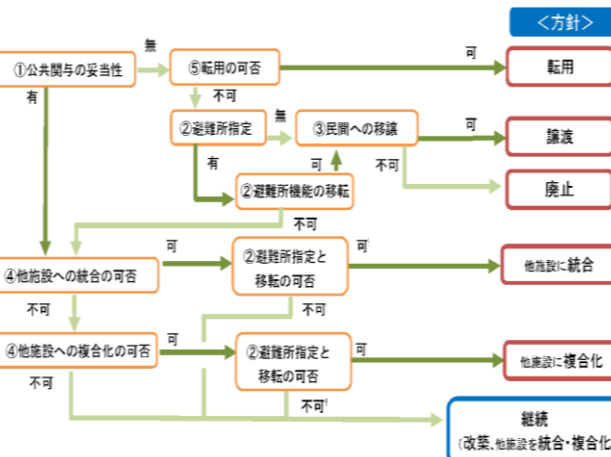 ＜方針＞
無
可
①公共関与の妥当性
⑤転用の可否
転用
有
不可
無
可
②避難所指定
③民間への移譲
譲渡
有
可
不可
②避難所機能の移転
廃止
不可
可
②避難所指定と
移転の可否
可
④他施設への統合の可否
他施設に統合
不可
不可
可
②避難所指定と
移転の可否
可
④他施設への複合化の可否
他施設に複合化
不可
不可
継続
（改築、他施設を統合・複合化